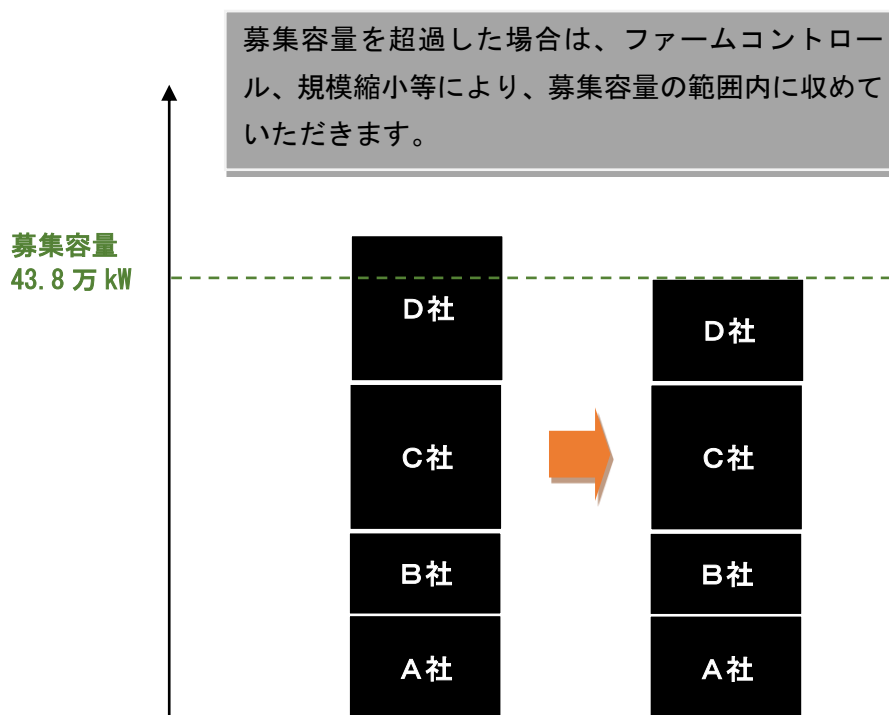 募集容量を超過した場合は、ファームコントロー
ル、規模縮小等により、募集容量の範囲内に収めて
いただきます。
募集容量
43.8 万 kW
D社
C社
B社
A社
D社
C社
B社
A社